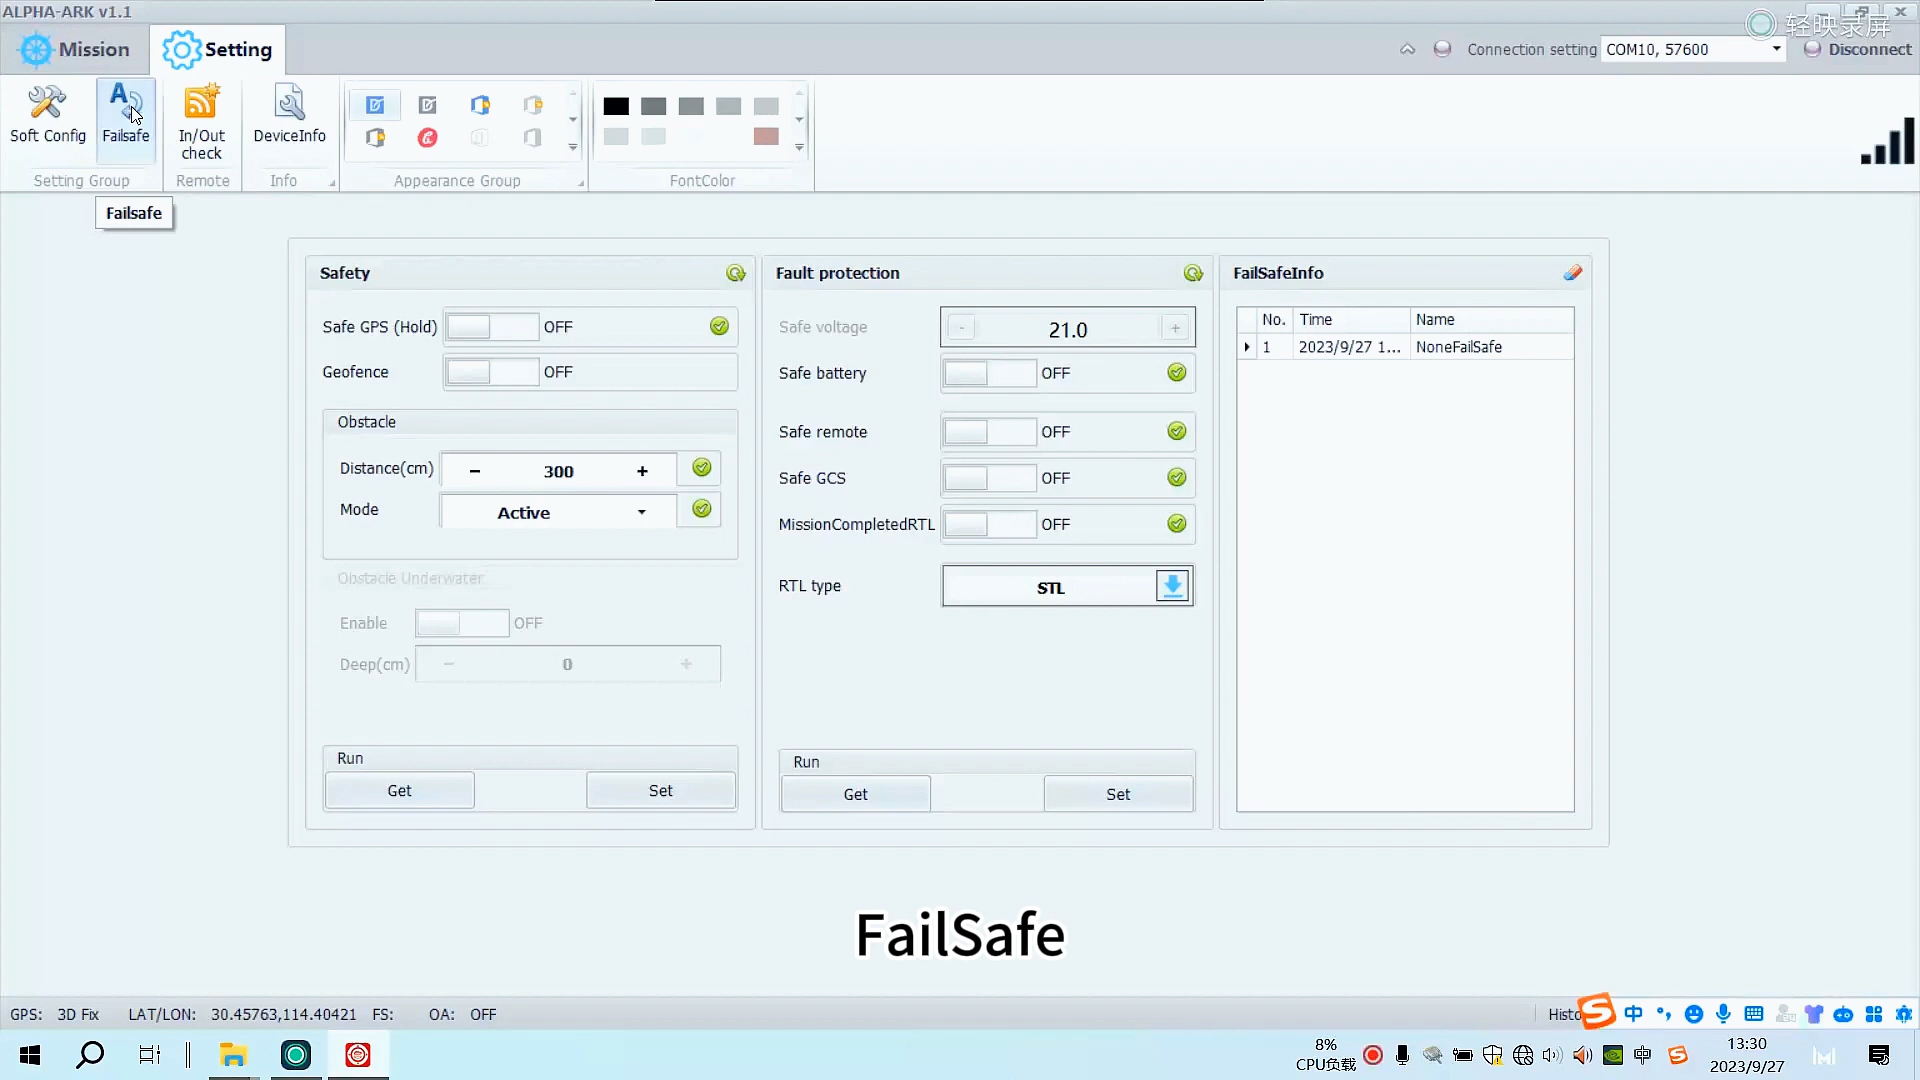 ALPHA-ARK v1.1
轻映录屏
Mission
Setting
Connection setting
COM10, 57600
Disconnect
Soft Config
Failsafe
In/Out
check
DeviceInfo
Setting Group
Remote
Info
Appearance Group
FontColor
Failsafe
Safety
Safe GPS (Hold)
OFF
Geofence
OFF
Obstacle
Distance(cm)
− 300 +
Mode
Active
Obstacle Underwater
Enable
OFF
Deep(cm)
− 0 +
Run
Get
Set
Fault protection
Safe voltage
- 21.0 +
Safe battery
OFF
Safe remote
OFF
Safe GCS
OFF
MissionCompletedRTL
OFF
RTL type
STL
Run
Get
Set
FailSafeInfo
No. Time Name
1 2023/9/27 1... NoneFailSafe
FailSafe
GPS: 3D Fix LAT/LON: 30.45763,114.40421 FS: OA: OFF
Histo
中
8%
CPU负载
中
13:30
2023/9/27